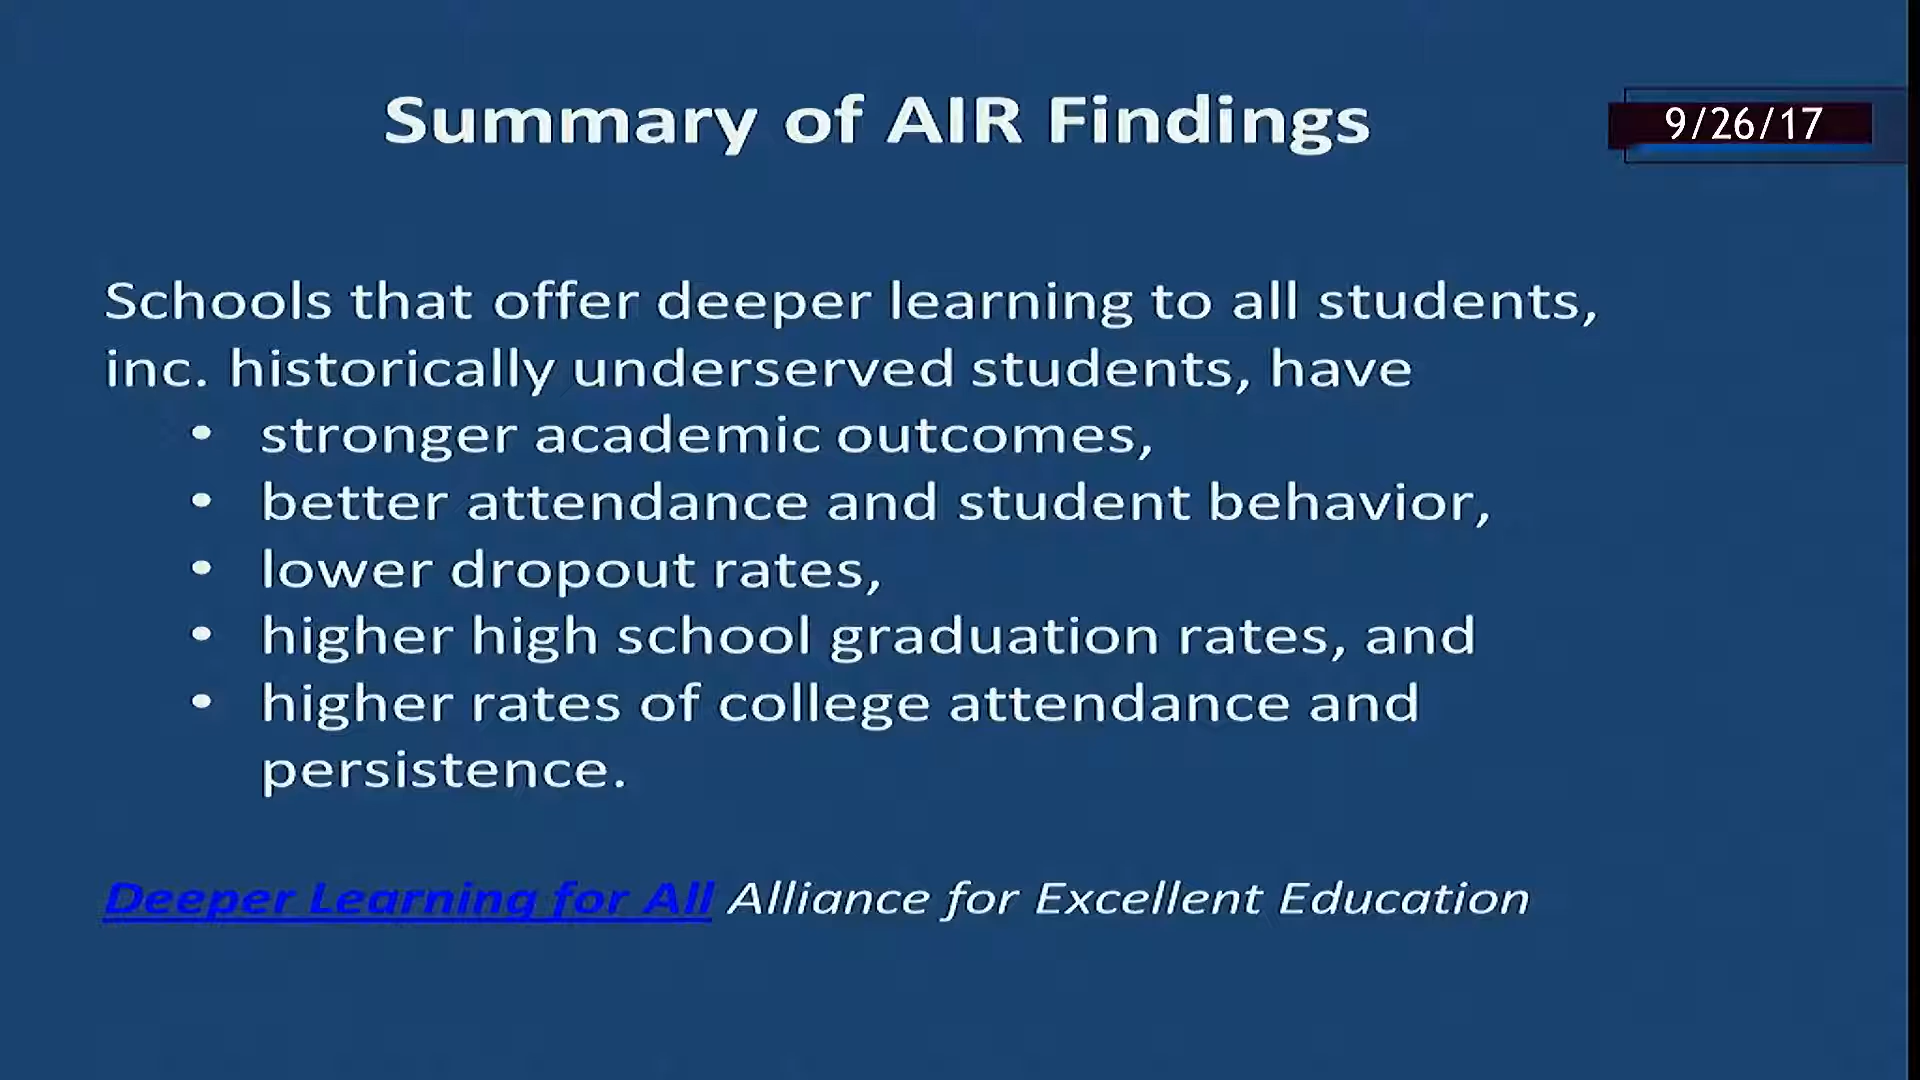 Summary of AIR Findings
9/26/17
Schools that offer deeper learning to all students,
inc. historically underserved students, have
• stronger academic outcomes,
• better attendance and student behavior,
• lower dropout rates,
• higher high school graduation rates, and
• higher rates of college attendance and
persistence.
Deeper Learning for All Alliance for Excellent Education